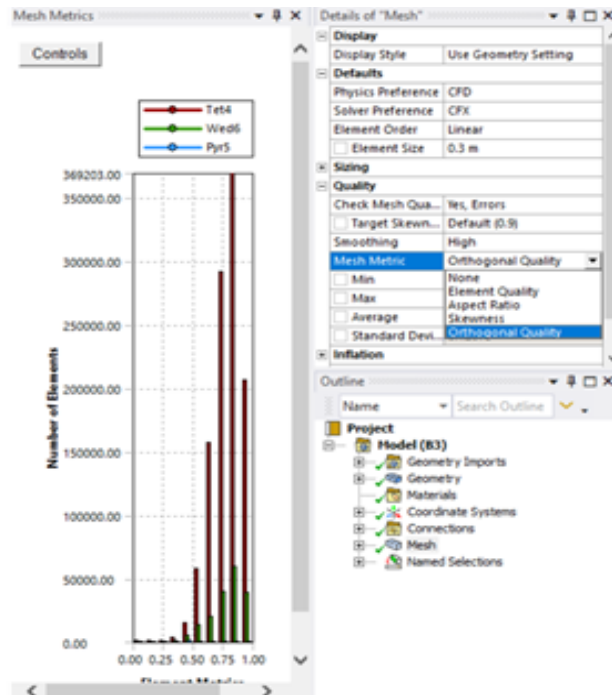 Mesh Metrics
Controls
Tet4
Wed6
Pyr5
369203.00
350000.00
300000.00
250000.00
200000.00
150000.00
100000.00
50000.00
0.00
Number of Elements
0.00 0.25 0.50 0.75 1.00
Element Metrics
Details of "Mesh"
Display
Display Style Use Geometry Setting
Defaults
Physics Preference CFD
Solver Preference CFX
Element Order Linear
Element Size 0.3 m
Sizing
Quality
Check Mesh Qua... Yes, Errors
Target Skewn... Default (0.9)
Smoothing High
Mesh Metric Orthogonal Quality
Min None
Element Quality
Max Aspect Ratio
Average Skewness
Standard Devi... Orthogonal Quality
Inflation
Outline
Name Search Outline
Project
Model (B3)
Geometry Imports
Geometry
Materials
Coordinate Systems
Connections
Mesh
Named Selections